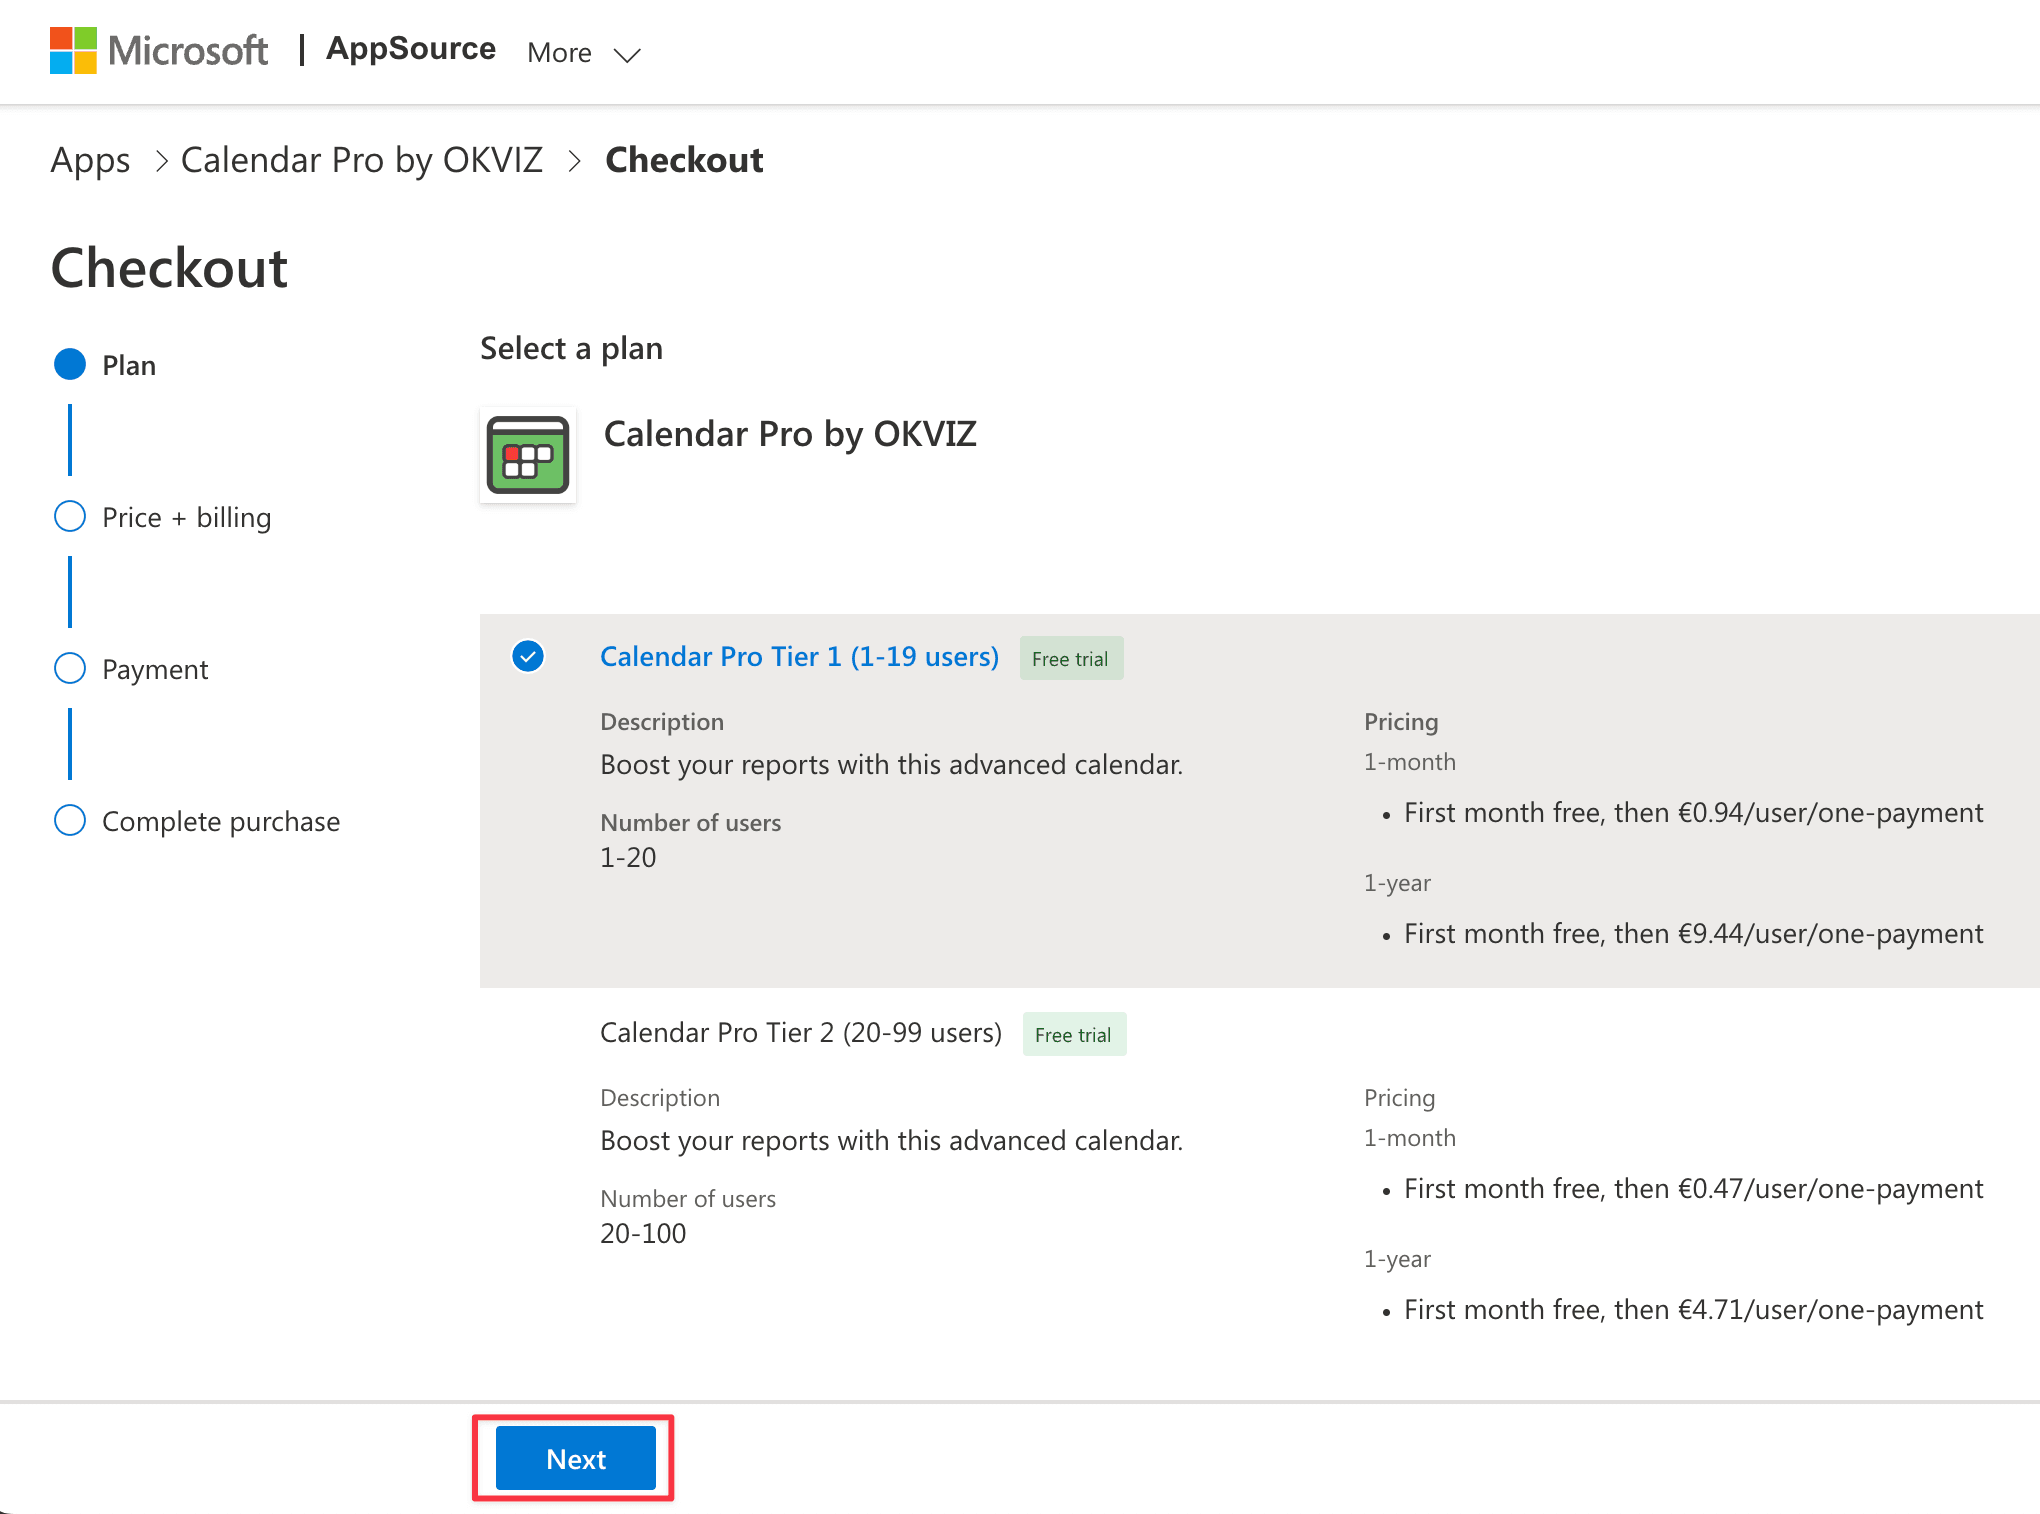 Microsoft | AppSource More
Apps > Calendar Pro by OKVIZ > Checkout
Checkout
Plan
Price + billing
Payment
Complete purchase
Select a plan
Calendar Pro by OKVIZ
Calendar Pro Tier 1 (1-19 users) Free trial
Description
Boost your reports with this advanced calendar.
Number of users
1-20
Pricing
1-month
• First month free, then €0.94/user/one-payment
1-year
• First month free, then €9.44/user/one-payment
Calendar Pro Tier 2 (20-99 users) Free trial
Description
Boost your reports with this advanced calendar.
Number of users
20-100
Pricing
1-month
• First month free, then €0.47/user/one-payment
1-year
• First month free, then €4.71/user/one-payment
Next